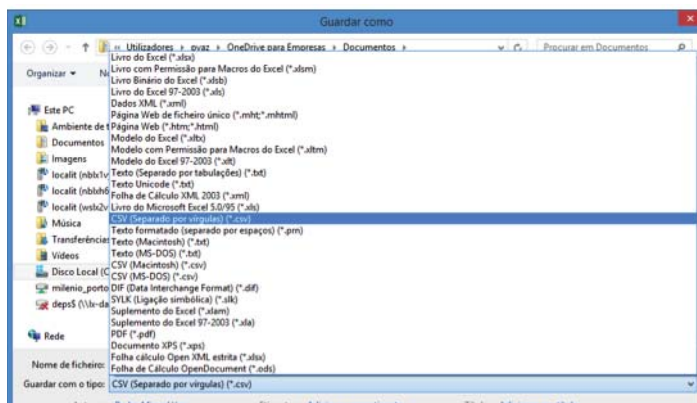 Guardar como
« Utilizadores ▸ pvaz ▸ OneDrive para Empresas ▸ Documentos ▸
Procurar em Documentos
Organizar
Livro do Excel (*.xlsx)
Livro com Permissão para Macros do Excel (*.xlsm)
Livro Binário do Excel (*.xlsb)
Livro do Excel 97-2003 (*.xls)
Dados XML (*.xml)
Página Web de ficheiro único (*.mht;*.mhtml)
Página Web (*.htm;*.html)
Modelo do Excel (*.xltx)
Modelo com Permissão para Macros do Excel (*.xltm)
Modelo do Excel 97-2003 (*.xlt)
Texto (Separado por tabulações) (*.txt)
Texto Unicode (*.txt)
Folha de Cálculo XML 2003 (*.xml)
Livro do Microsoft Excel 5.0/95 (*.xls)
CSV (Separado por vírgulas) (*.csv)
Texto formatado (separado por espaços) (*.prn)
Texto (Macintosh) (*.txt)
Texto (MS-DOS) (*.txt)
CSV (Macintosh) (*.csv)
CSV (MS-DOS) (*.csv)
DIF (Data Interchange Format) (*.dif)
SYLK (Ligação simbólica) (*.slk)
Suplemento do Excel (*.xlam)
Suplemento do Excel 97-2003 (*.xla)
PDF (*.pdf)
Documento XPS (*.xps)
Folha cálculo Open XML estrita (*.xlsx)
Folha de Cálculo OpenDocument (*.ods)
Este PC
Ambiente de t
Documentos
Imagens
localit (nblx1v
localit (nblxh6
localit (wslx2v
Música
Transferências
Vídeos
Disco Local (C
milenio_porto
deps$ (\\lx-da
Rede
Nome de ficheiro:
Guardar com o tipo: CSV (Separado por vírgulas) (*.csv)